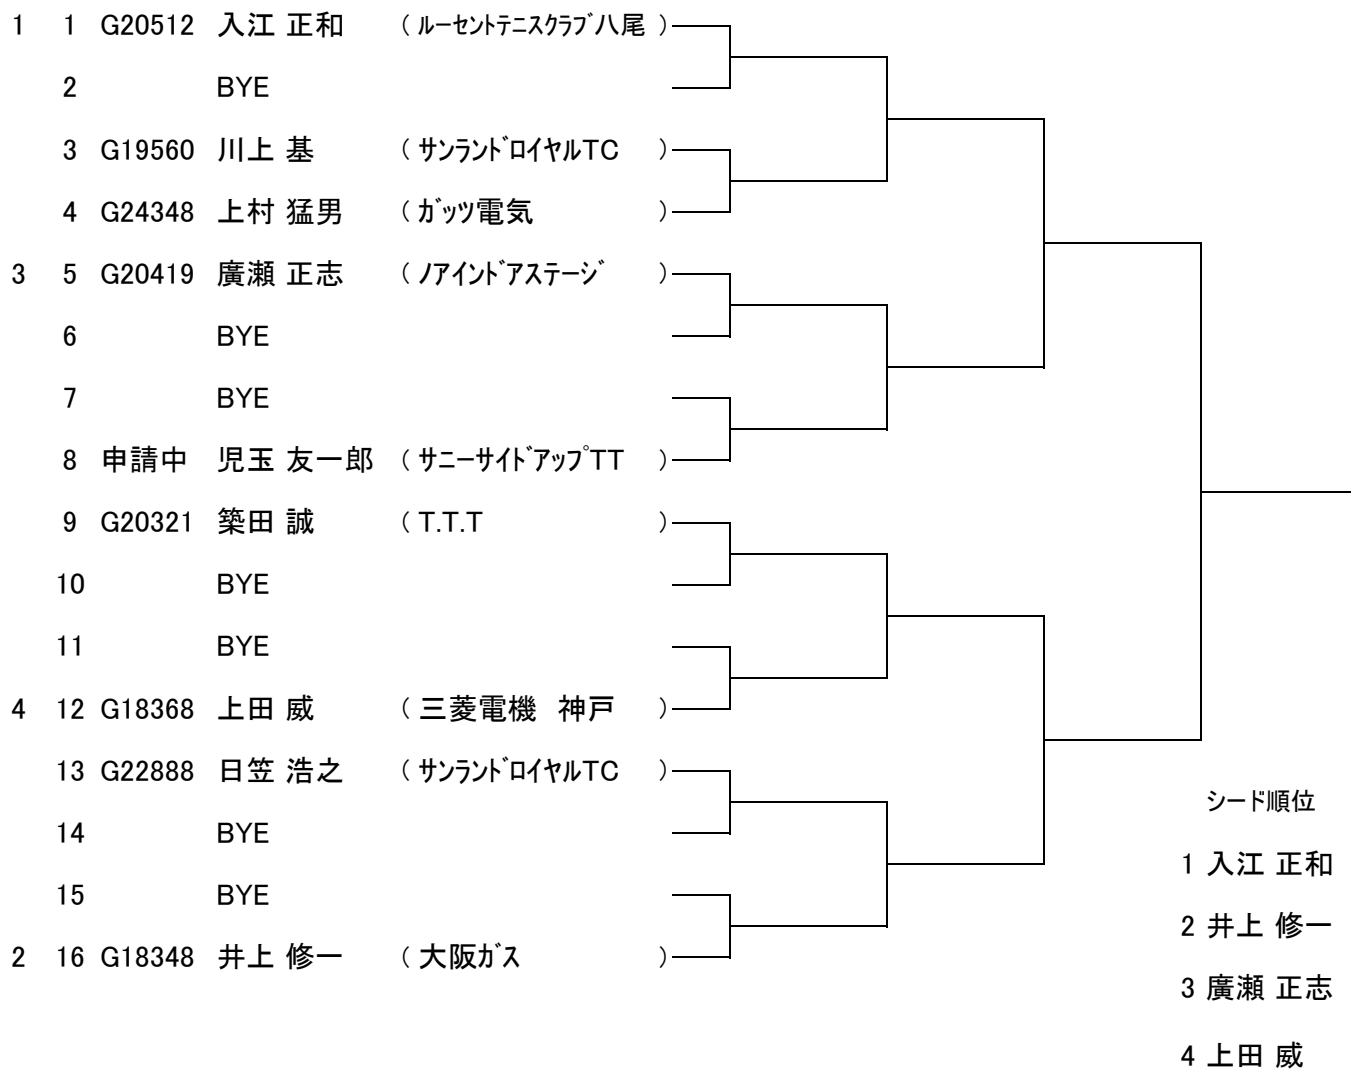 1 1 G20512 入江 正和 ( ルーセントテニスクラブ八尾 )
2 BYE
3 G19560 川上 基 ( サンランドロイヤルTC )
4 G24348 上村 猛男 ( ガッツ電気 )
3 5 G20419 廣瀬 正志 ( ノアインドアステージ )
6 BYE
7 BYE
8 申請中 児玉 友一郎 ( サニーサイドアップTT )
9 G20321 築田 誠 ( T.T.T )
10 BYE
11 BYE
4 12 G18368 上田 威 ( 三菱電機 神戸 )
13 G22888 日笠 浩之 ( サンランドロイヤルTC )
14 BYE
15 BYE
2 16 G18348 井上 修一 ( 大阪ガス )
シード順位
1 入江 正和
2 井上 修一
3 廣瀬 正志
4 上田 威